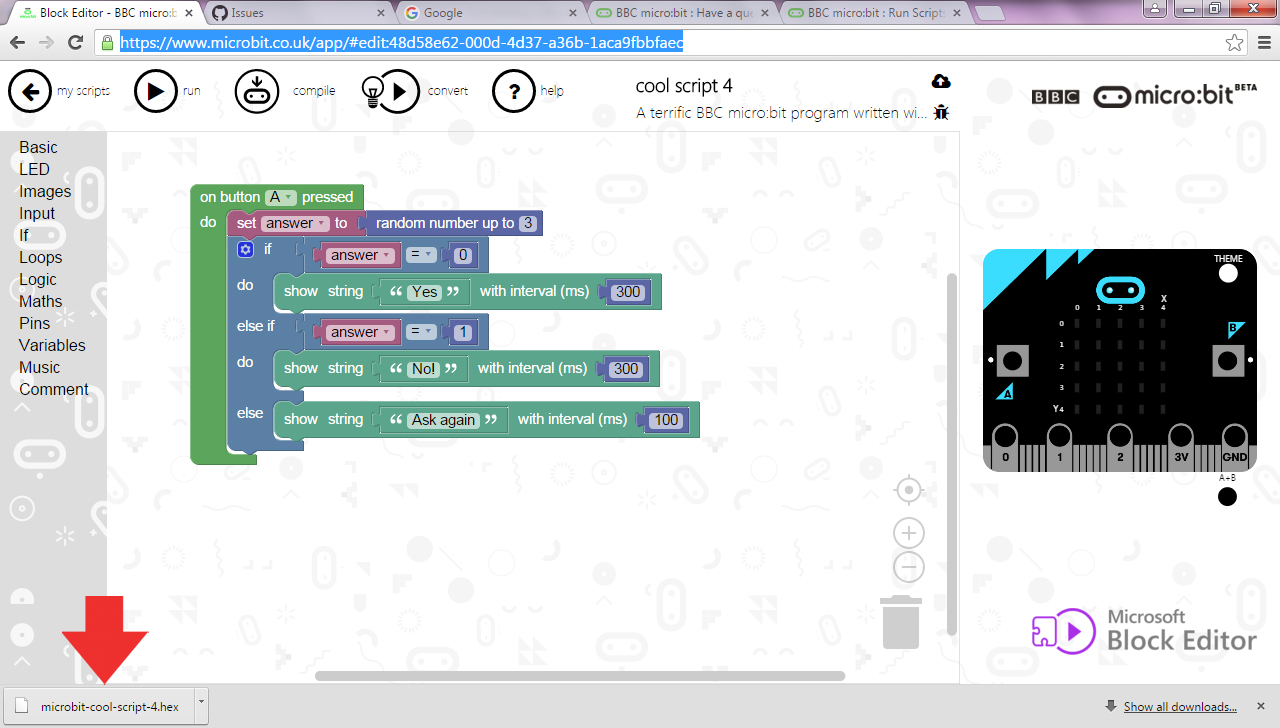 Block Editor - BBC micro:b
Issues
Google
BBC micro:bit : Have a que
BBC micro:bit : Run Scripts
https://www.microbit.co.uk/app/#edit:48d58e62-000d-4d37-a36b-1aca9fbbfaec
my scripts
run
compile
convert
? help
cool script 4
A terrific BBC micro:bit program written wi...
BBC micro:bit BETA
Basic
LED
Images
Input
If
Loops
Logic
Maths
Pins
Variables
Music
Comment
on button A pressed
do set answer to random number up to 3
if answer = 0
do show string “ Yes ” with interval (ms) 300
else if answer = 1
do show string “ No! ” with interval (ms) 300
else show string “ Ask again ” with interval (ms) 100
THEME
X
0 1 2 3 4
0
1
2
3
Y 4
B
A
0 1 2 3V GND
A+B
Microsoft
Block Editor
microbit-cool-script-4.hex
Show all downloads...